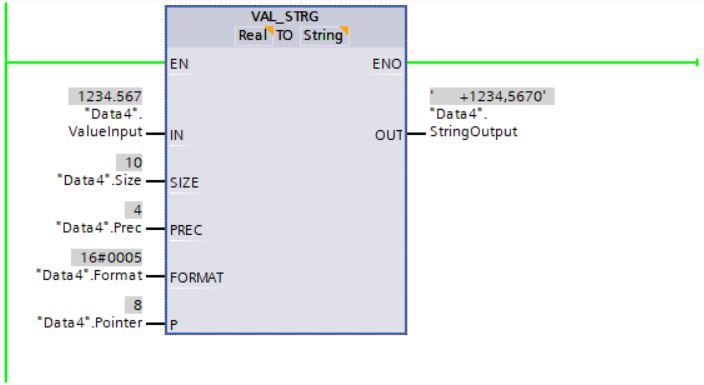 VAL_STRG
Real TO String
EN ENO
1234.567
"Data4".
ValueInput IN
'    +1234,5670'
"Data4".
OUT StringOutput
10
"Data4".Size SIZE
4
"Data4".Prec PREC
16#0005
"Data4".Format FORMAT
8
"Data4".Pointer P